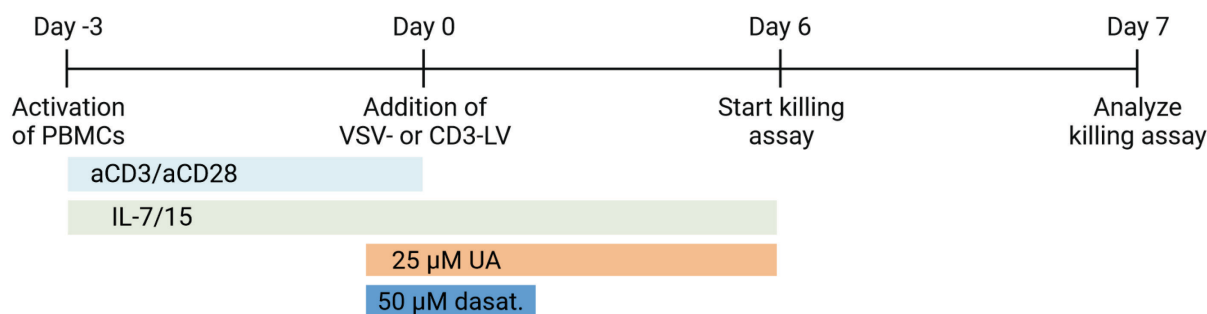 Day -3
Day 0
Day 6
Day 7
Activation
of PBMCs
Addition of
VSV- or CD3-LV
Start killing
assay
Analyze
killing assay
aCD3/aCD28
IL-7/15
25 µM UA
50 µM dasat.